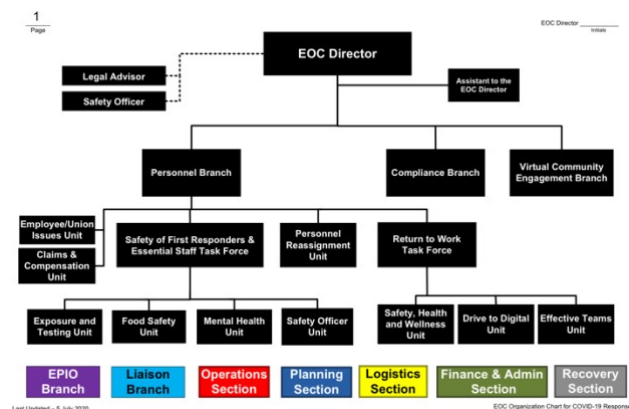 1
Page
EOC Director
Initials
EOC Director
Legal Advisor
Safety Officer
Assistant to the
EOC Director
Personnel Branch
Compliance Branch
Virtual Community
Engagement Branch
Employee/Union
Issues Unit
Claims &
Compensation
Unit
Safety of First Responders &
Essential Staff Task Force
Personnel
Reassignment
Unit
Return to Work
Task Force
Exposure and
Testing Unit
Food Safety
Unit
Mental Health
Unit
Safety Officer
Unit
Safety, Health
and Wellness
Unit
Drive to Digital
Unit
Effective Teams
Unit
EPIO
Branch
Liaison
Branch
Operations
Section
Planning
Section
Logistics
Section
Finance & Admin
Section
Recovery
Section
Last Updated – 5 July 2020
EOC Organization Chart for COVID-19 Response